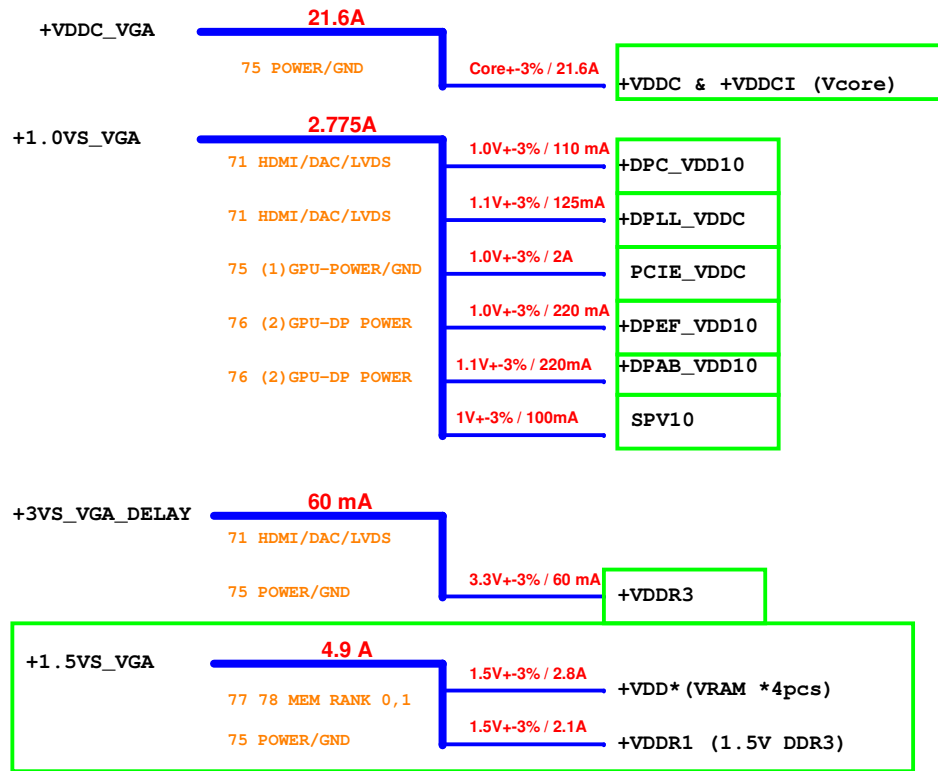 21.6A
+VDDC_VGA
75 POWER/GND
Core+-3% / 21.6A
+VDDC & +VDDCI (Vcore)
2.775A
+1.0VS_VGA
71 HDMI/DAC/LVDS
1.0V+-3% / 110 mA
+DPC_VDD10
71 HDMI/DAC/LVDS
1.1V+-3% / 125mA
+DPLL_VDDC
75 (1)GPU-POWER/GND
1.0V+-3% / 2A
PCIE_VDDC
76 (2)GPU-DP POWER
1.0V+-3% / 220 mA
+DPEF_VDD10
76 (2)GPU-DP POWER
1.1V+-3% / 220mA
+DPAB_VDD10
1V+-3% / 100mA
SPV10
60 mA
+3VS_VGA_DELAY
71 HDMI/DAC/LVDS
75 POWER/GND
3.3V+-3% / 60 mA
+VDDR3
4.9 A
+1.5VS_VGA
77 78 MEM RANK 0,1
1.5V+-3% / 2.8A
+VDD*(VRAM *4pcs)
75 POWER/GND
1.5V+-3% / 2.1A
+VDDR1 (1.5V DDR3)